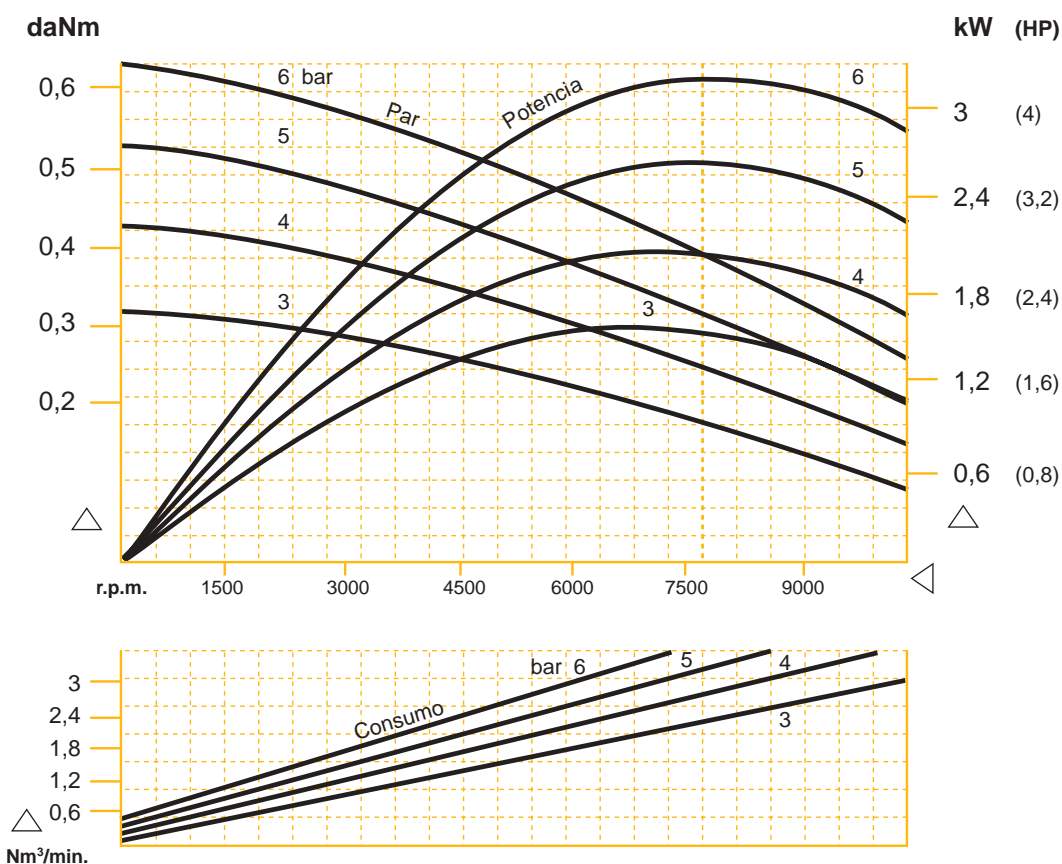 daNm
kW (HP)
6 bar
Par
Potencia
6
0,6
3 (4)
5
0,5
5
2,4 (3,2)
4
0,4
4
1,8 (2,4)
3
3
0,3
1,2 (1,6)
0,2
0,6 (0,8)
r.p.m. 1500 3000 4500 6000 7500 9000
bar 6 5 4
3
3
Consumo
2,4
1,8
1,2
0,6
Nm³/min.